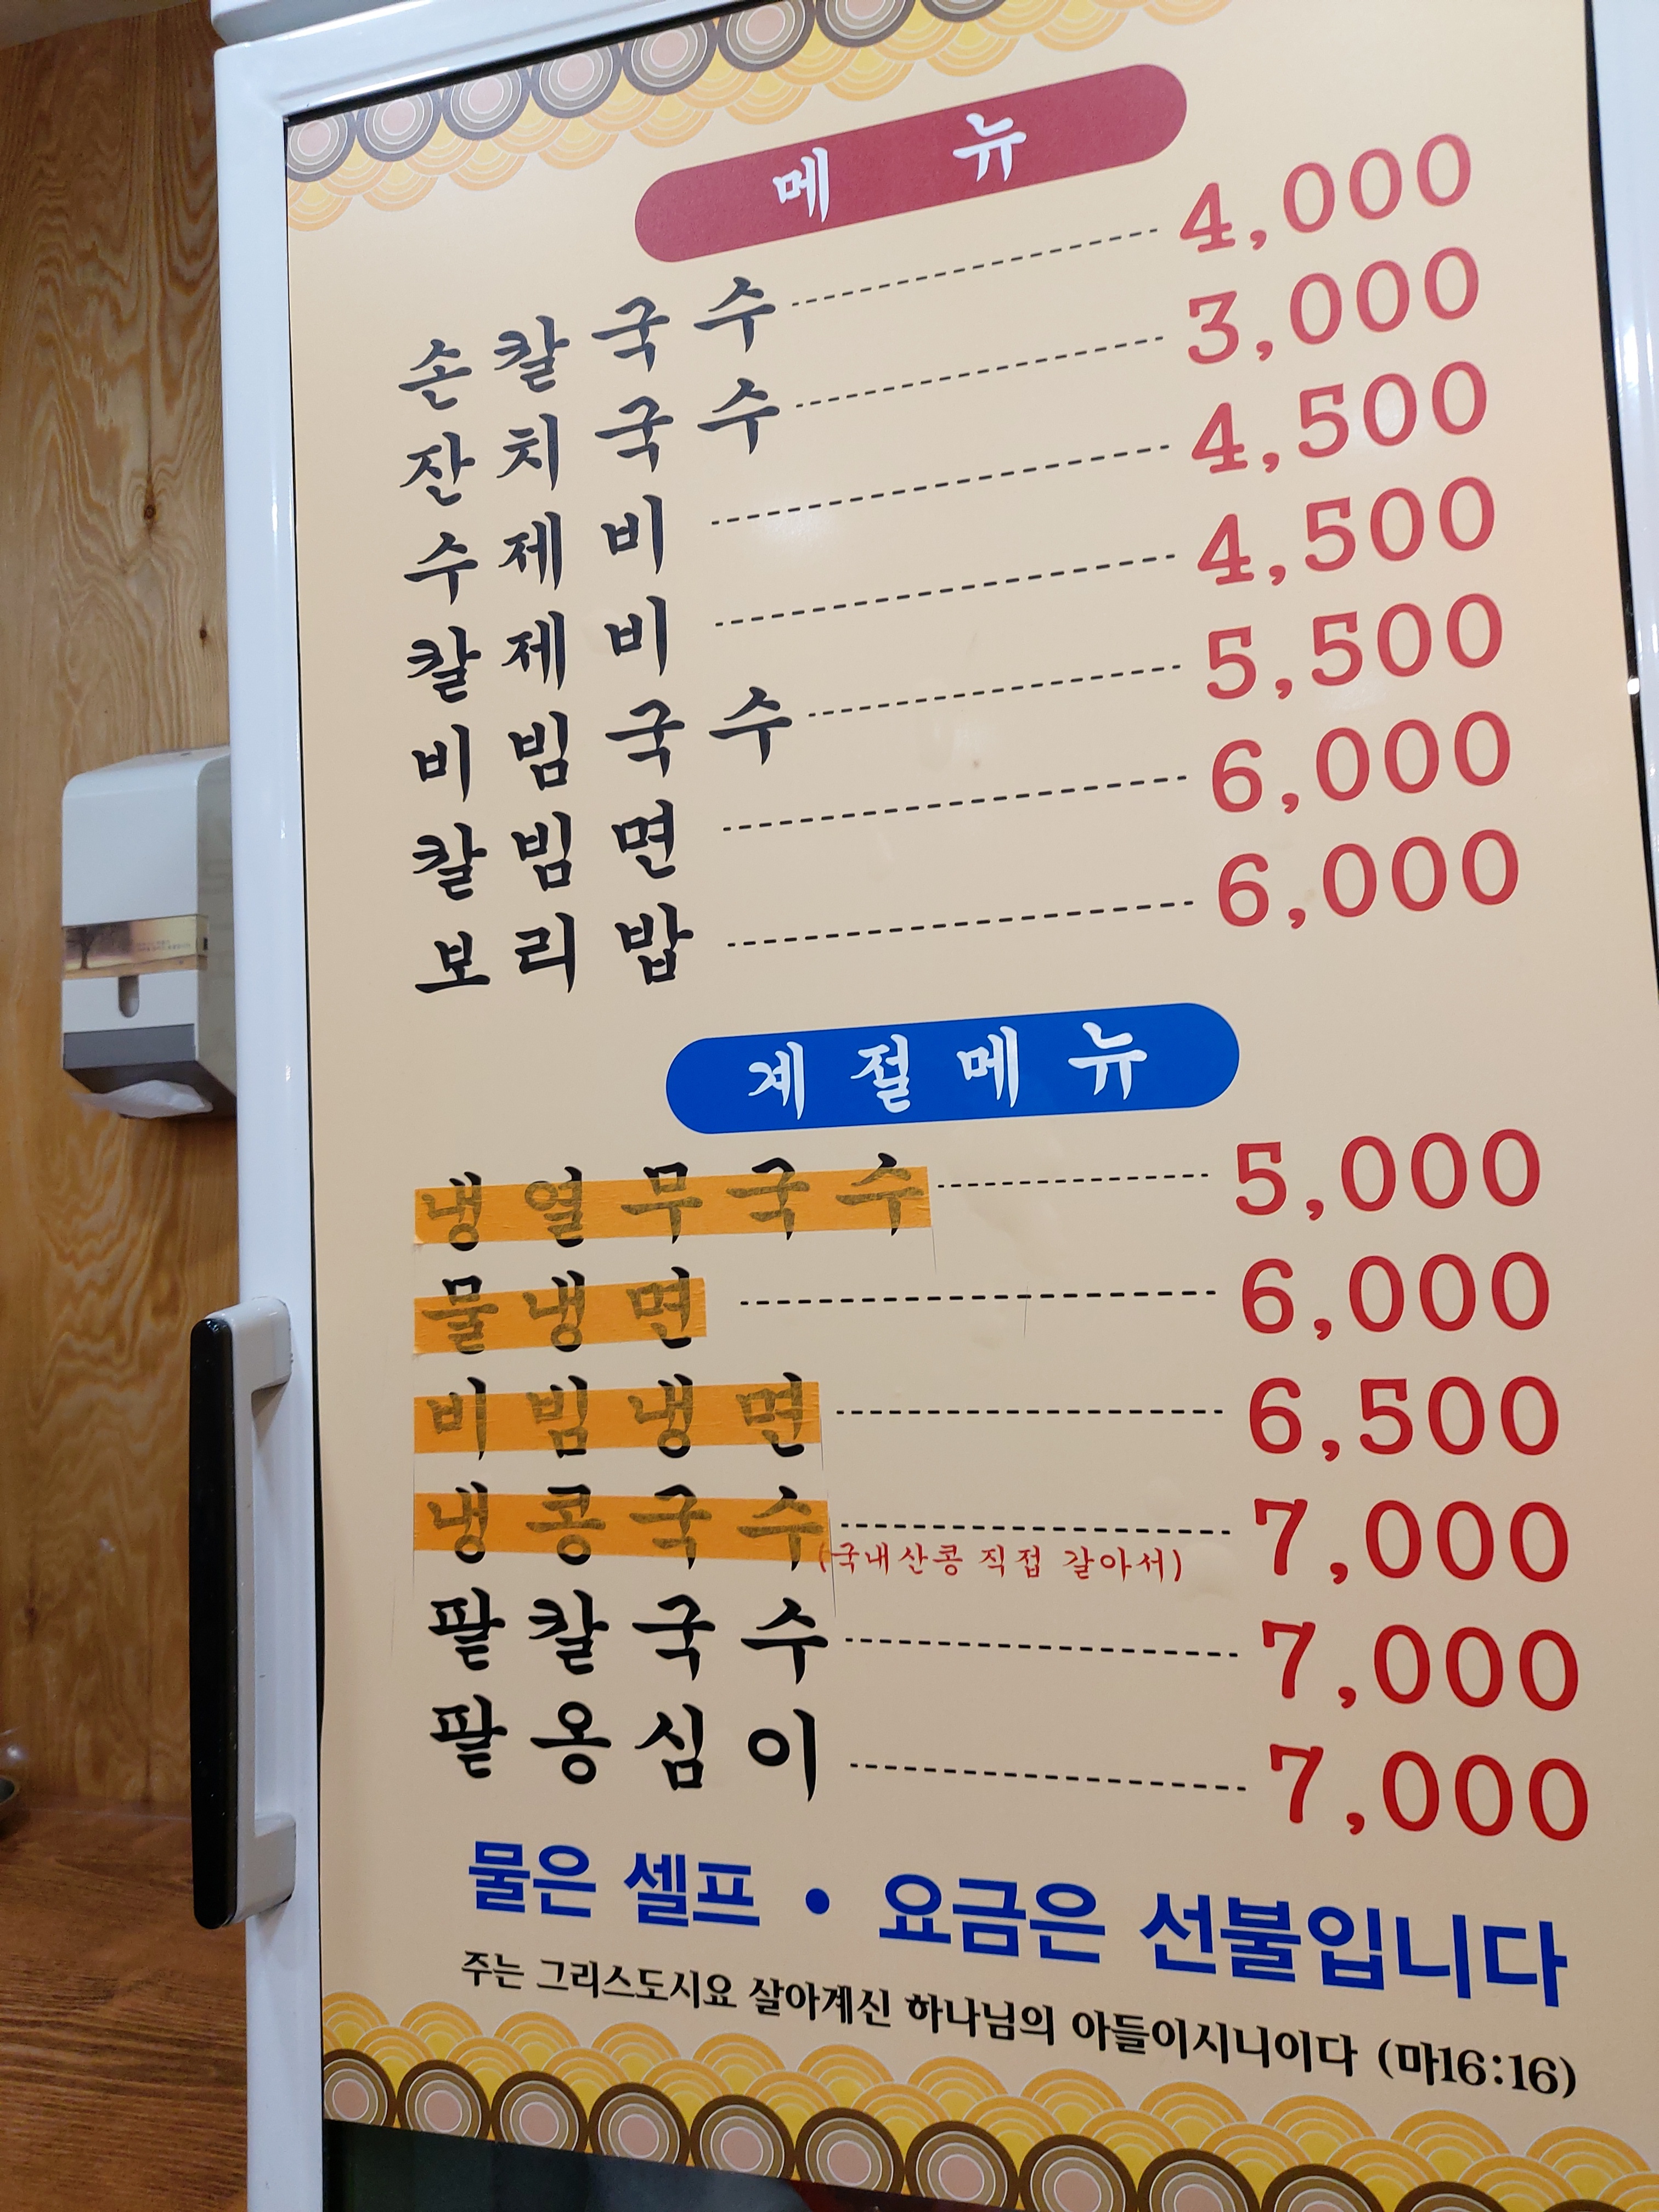 메 뉴
손칼국수 4,000
잔치국수 3,000
수제비 4,500
칼제비 4,500
비빔국수 5,500
칼빔면 6,000
보리밥 6,000
계절메뉴
냉열무국수 5,000
물냉면 6,000
비빔냉면 6,500
냉콩국수 7,000
(국내산콩 직접 갈아서)
팥칼국수 7,000
팥옹심이 7,000
물은 셀프 • 요금은 선불입니다
주는 그리스도시요 살아계신 하나님의 아들이시니이다 (마16:16)